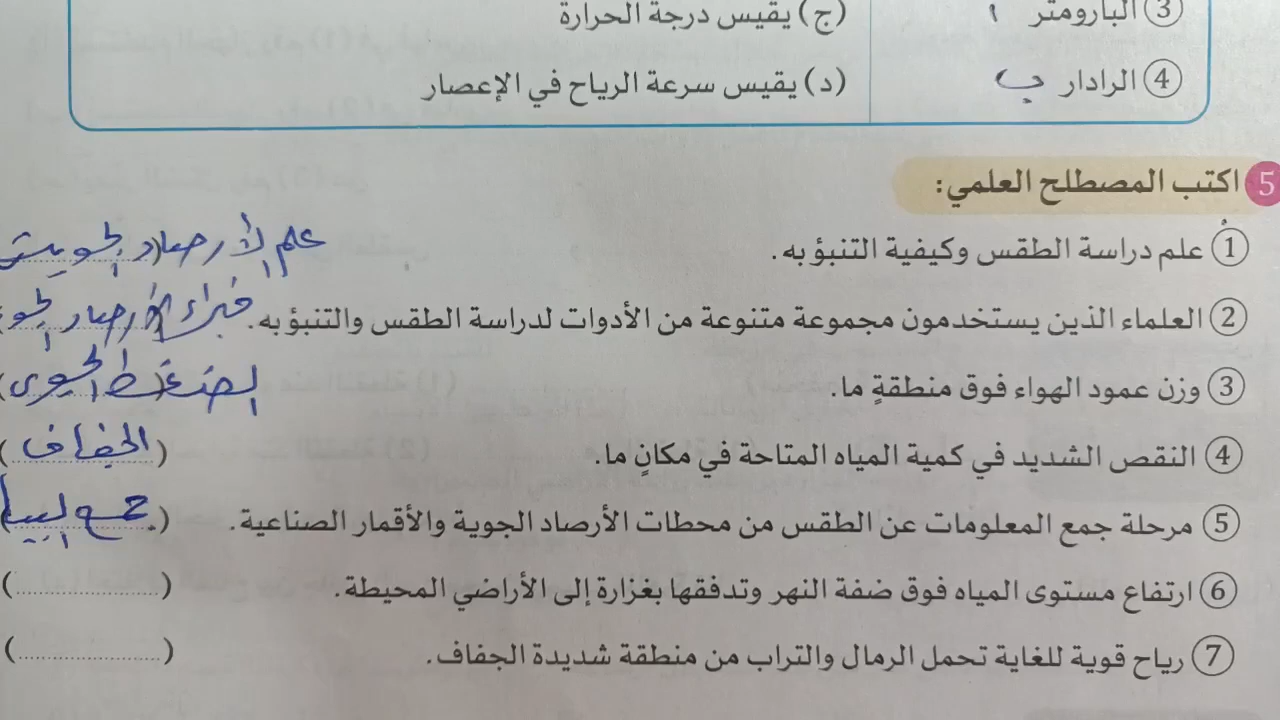 ③ البارومتر أ (ج) يقيس درجة الحرارة
④ الرادار ب (د) يقيس سرعة الرياح في الإعصار
5 اكتب المصطلح العلمي:
① علم دراسة الطقس وكيفية التنبؤ به. علم الأرصاد الجوية
② العلماء الذين يستخدمون مجموعة متنوعة من الأدوات لدراسة الطقس والتنبؤ به. خبراء الأرصاد الجو
③ وزن عمود الهواء فوق منطقةٍ ما. الضغط الجوى
④ النقص الشديد في كمية المياه المتاحة في مكانٍ ما. (الجفاف)
⑤ مرحلة جمع المعلومات عن الطقس من محطات الأرصاد الجوية والأقمار الصناعية. (جمع البيا
⑥ ارتفاع مستوى المياه فوق ضفة النهر وتدفقها بغزارة إلى الأراضي المحيطة. (....................)
⑦ رياح قوية للغاية تحمل الرمال والتراب من منطقة شديدة الجفاف. (....................)